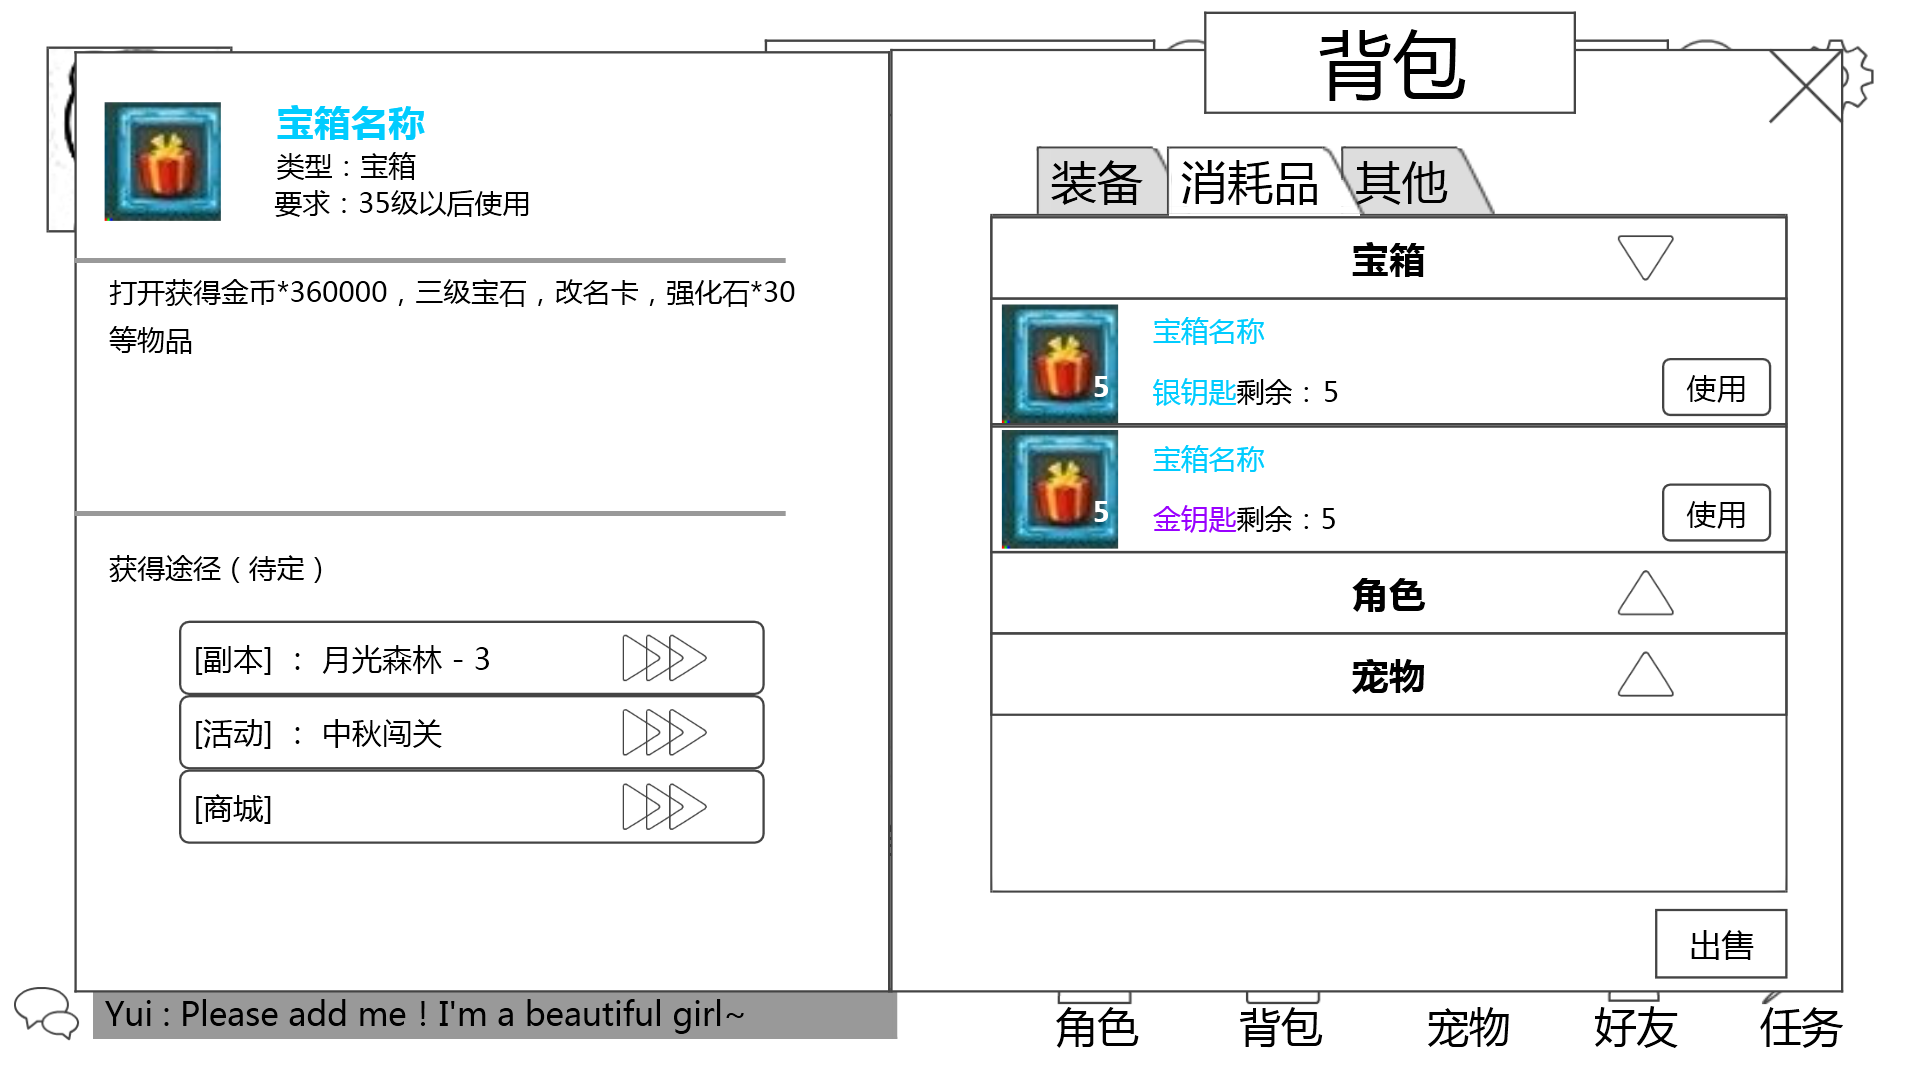 背包
宝箱名称
类型：宝箱
要求：35级以后使用
打开获得金币*360000，三级宝石，改名卡，强化石*30
等物品
获得途径（待定）
[副本] ： 月光森林 - 3
[活动] ： 中秋闯关
[商城]
装备 消耗品 其他
宝箱
宝箱名称
5
银钥匙剩余：5
使用
宝箱名称
5
金钥匙剩余：5
使用
角色
宠物
出售
Yui : Please add me ! I'm a beautiful girl~
角色 背包 宠物 好友 任务